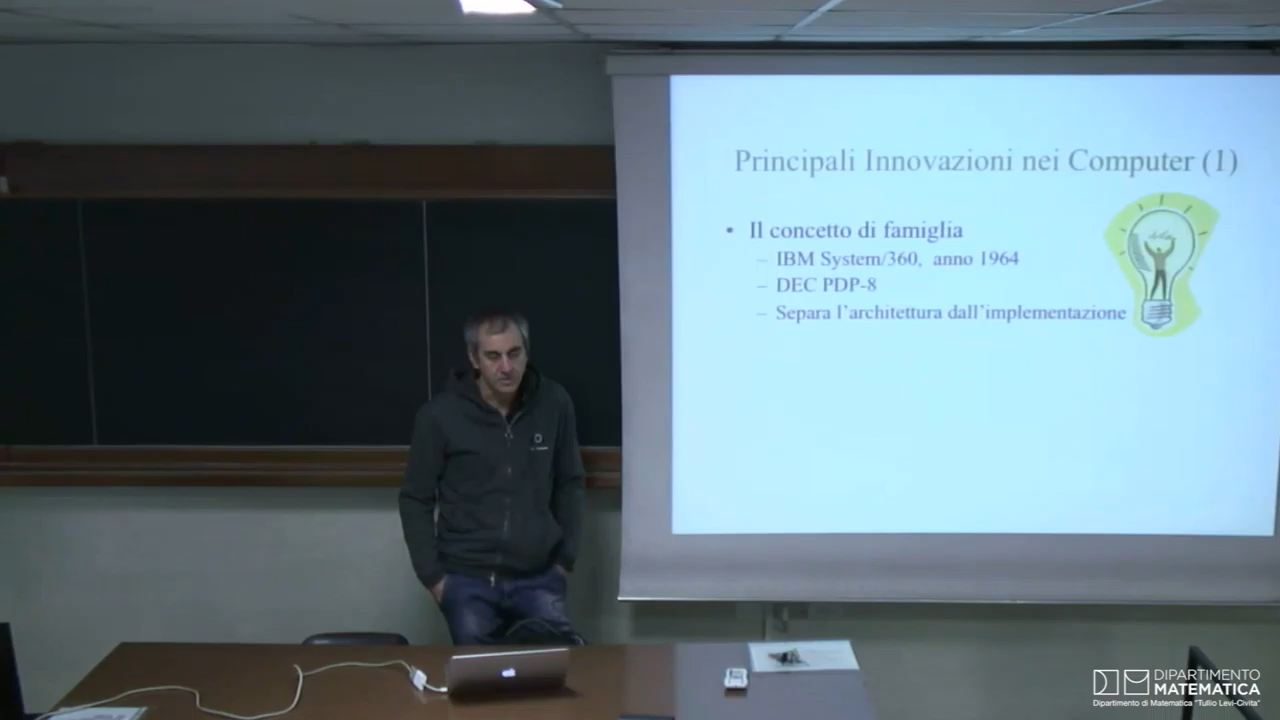 Principali Innovazioni nei Computer (1)
• Il concetto di famiglia
– IBM System/360, anno 1964
– DEC PDP-8
– Separa l'architettura dall'implementazione
DIPARTIMENTO
MATEMATICA
Dipartimento di Matematica "Tullio Levi-Civita"